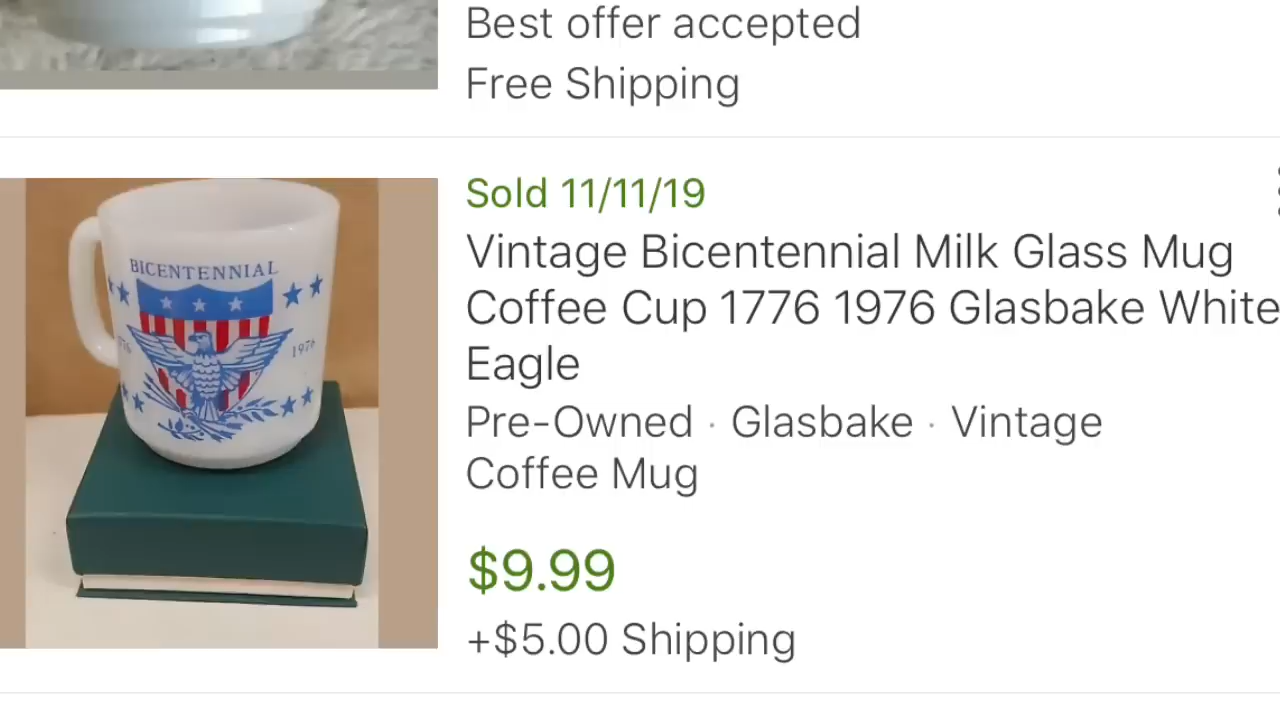 Best offer accepted
Free Shipping
Sold 11/11/19
Vintage Bicentennial Milk Glass Mug
Coffee Cup 1776 1976 Glasbake White
Eagle
Pre-Owned · Glasbake · Vintage
Coffee Mug
$9.99
+$5.00 Shipping
BICENTENNIAL
1976